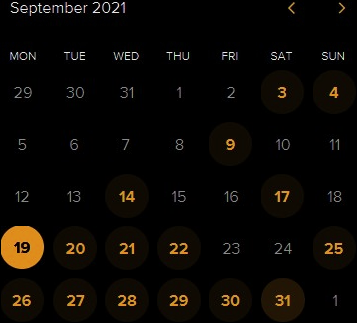 September 2021
MON TUE WED THU FRI SAT SUN
29 30 31 1 2 3 4
5 6 7 8 9 10 11
12 13 14 15 16 17 18
19 20 21 22 23 24 25
26 27 28 29 30 31 1